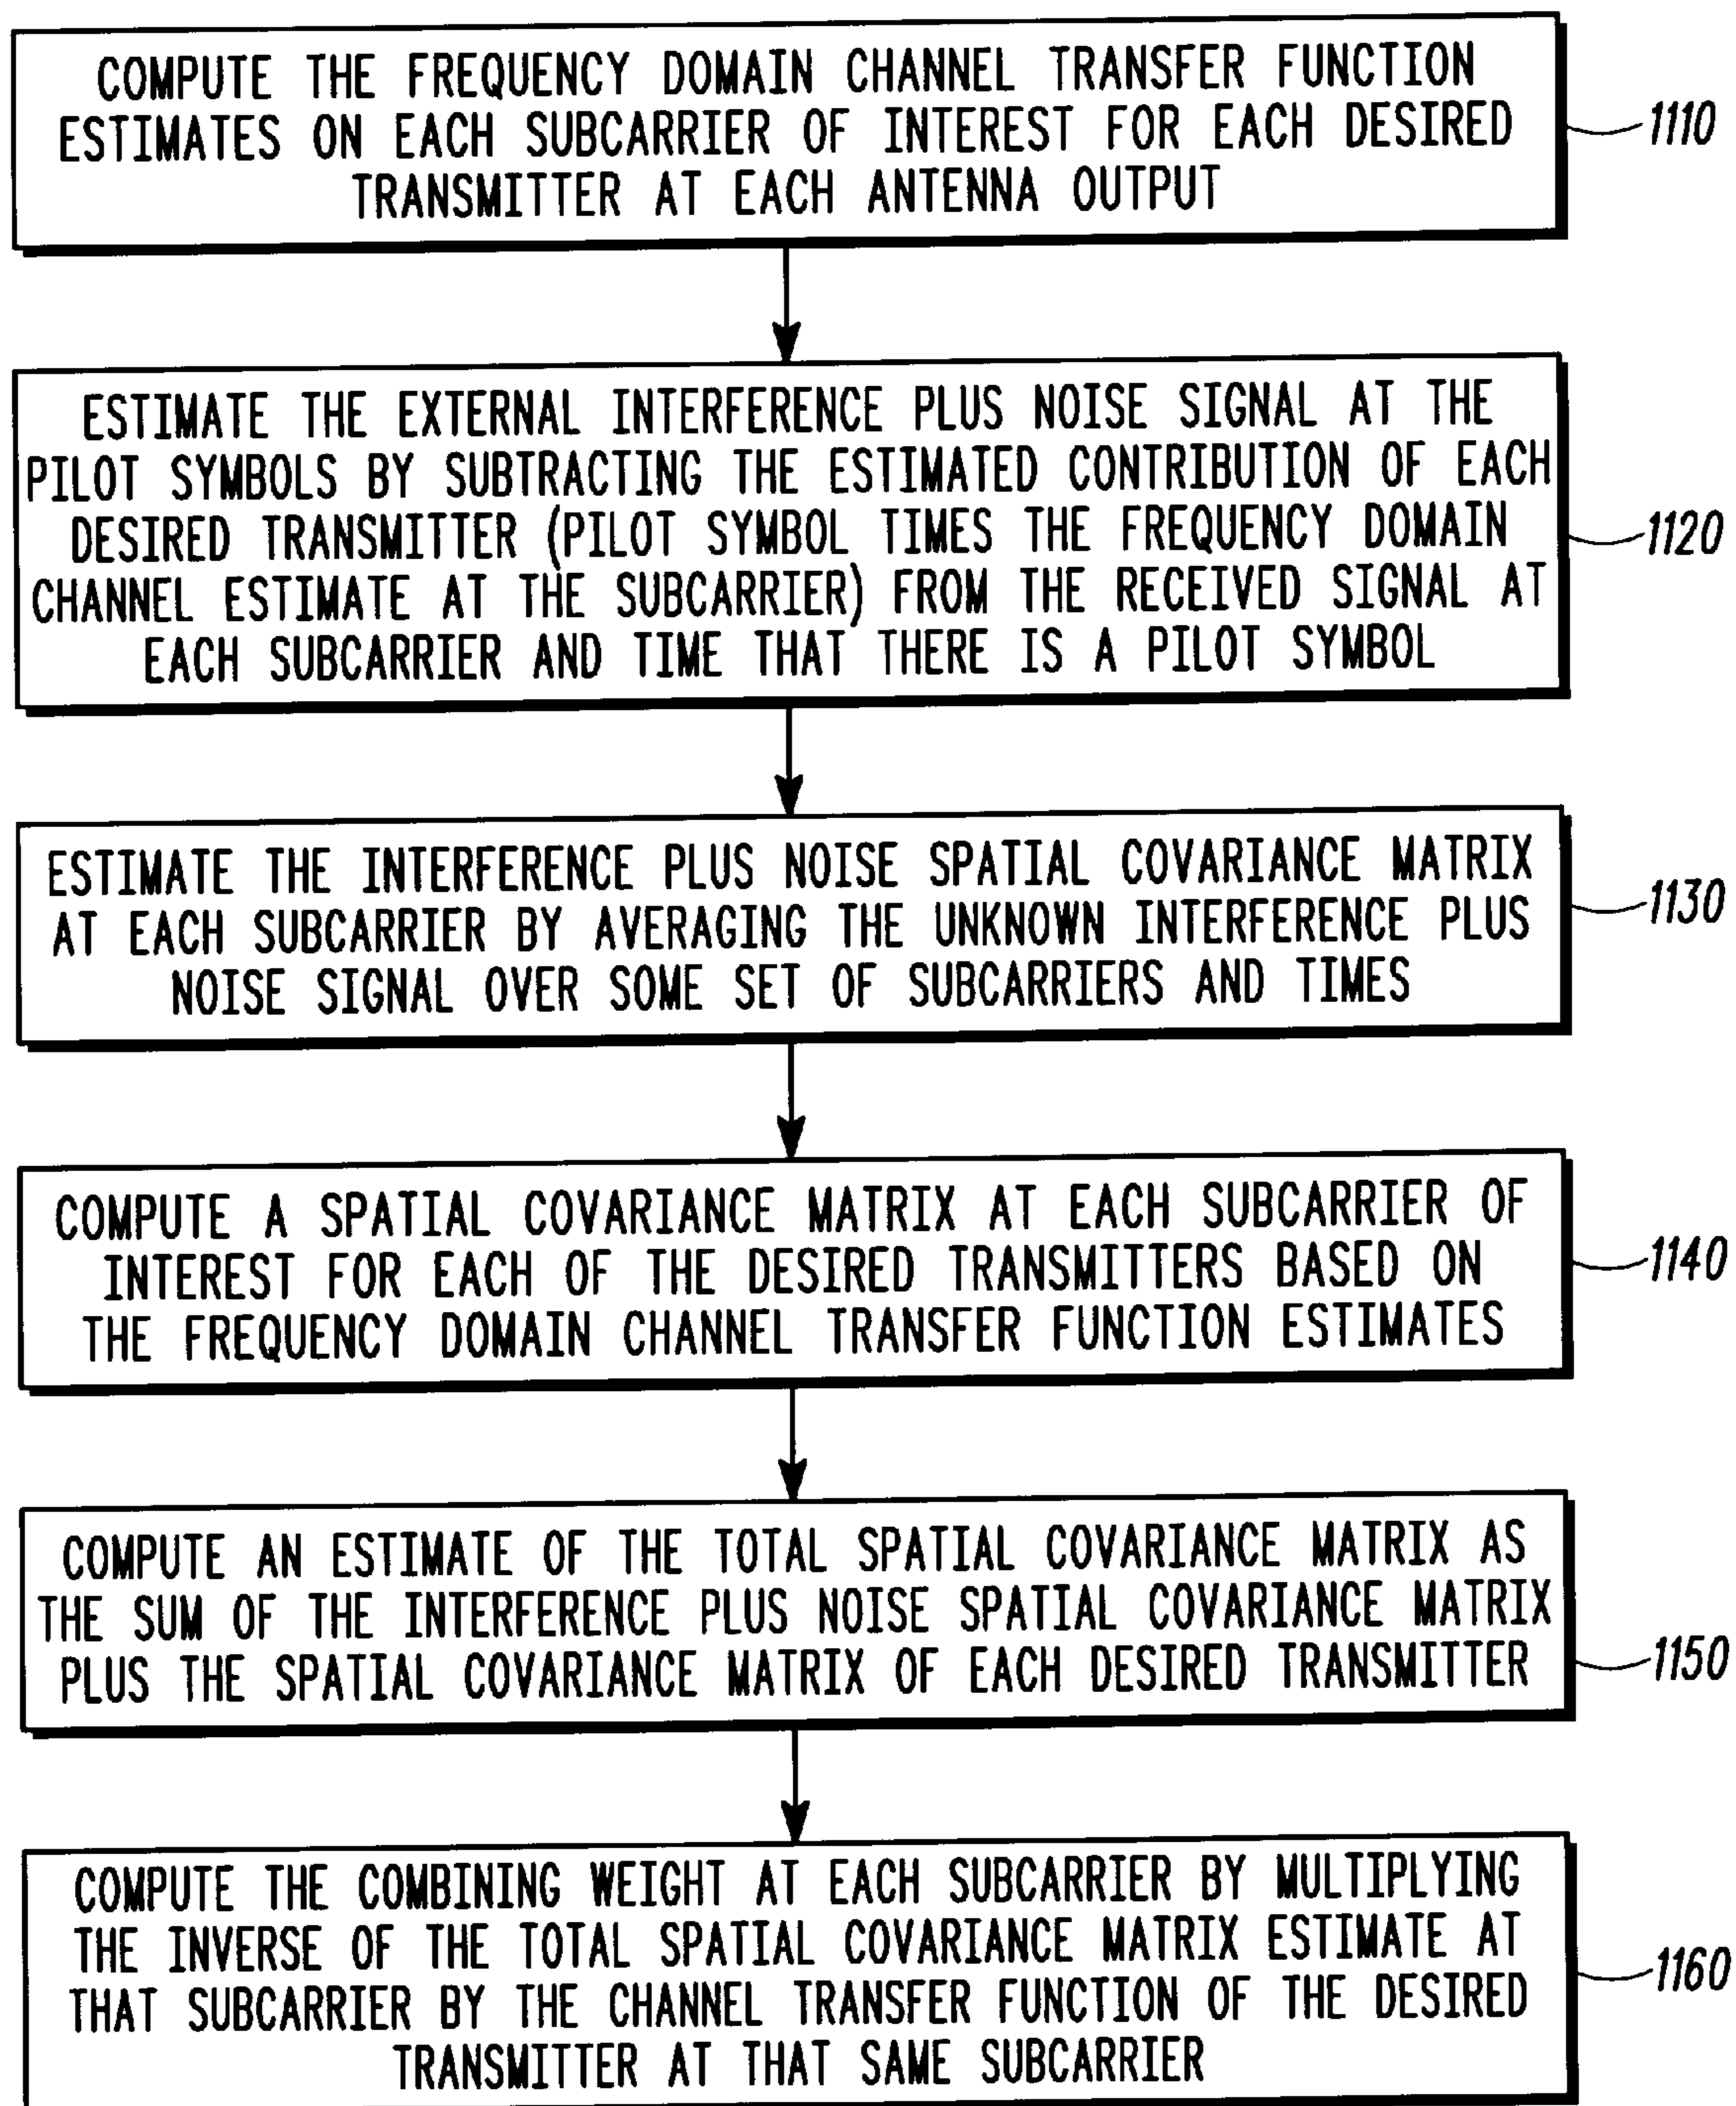 COMPUTE THE FREQUENCY DOMAIN CHANNEL TRANSFER FUNCTION
ESTIMATES ON EACH SUBCARRIER OF INTEREST FOR EACH DESIRED
TRANSMITTER AT EACH ANTENNA OUTPUT
1110
ESTIMATE THE EXTERNAL INTERFERENCE PLUS NOISE SIGNAL AT THE
PILOT SYMBOLS BY SUBTRACTING THE ESTIMATED CONTRIBUTION OF EACH
DESIRED TRANSMITTER (PILOT SYMBOL TIMES THE FREQUENCY DOMAIN
CHANNEL ESTIMATE AT THE SUBCARRIER) FROM THE RECEIVED SIGNAL AT
EACH SUBCARRIER AND TIME THAT THERE IS A PILOT SYMBOL
1120
ESTIMATE THE INTERFERENCE PLUS NOISE SPATIAL COVARIANCE MATRIX
AT EACH SUBCARRIER BY AVERAGING THE UNKNOWN INTERFERENCE PLUS
NOISE SIGNAL OVER SOME SET OF SUBCARRIERS AND TIMES
1130
COMPUTE A SPATIAL COVARIANCE MATRIX AT EACH SUBCARRIER OF
INTEREST FOR EACH OF THE DESIRED TRANSMITTERS BASED ON
THE FREQUENCY DOMAIN CHANNEL TRANSFER FUNCTION ESTIMATES
1140
COMPUTE AN ESTIMATE OF THE TOTAL SPATIAL COVARIANCE MATRIX AS
THE SUM OF THE INTERFERENCE PLUS NOISE SPATIAL COVARIANCE MATRIX
PLUS THE SPATIAL COVARIANCE MATRIX OF EACH DESIRED TRANSMITTER
1150
COMPUTE THE COMBINING WEIGHT AT EACH SUBCARRIER BY MULTIPLYING
THE INVERSE OF THE TOTAL SPATIAL COVARIANCE MATRIX ESTIMATE AT
THAT SUBCARRIER BY THE CHANNEL TRANSFER FUNCTION OF THE DESIRED
TRANSMITTER AT THAT SAME SUBCARRIER
1160